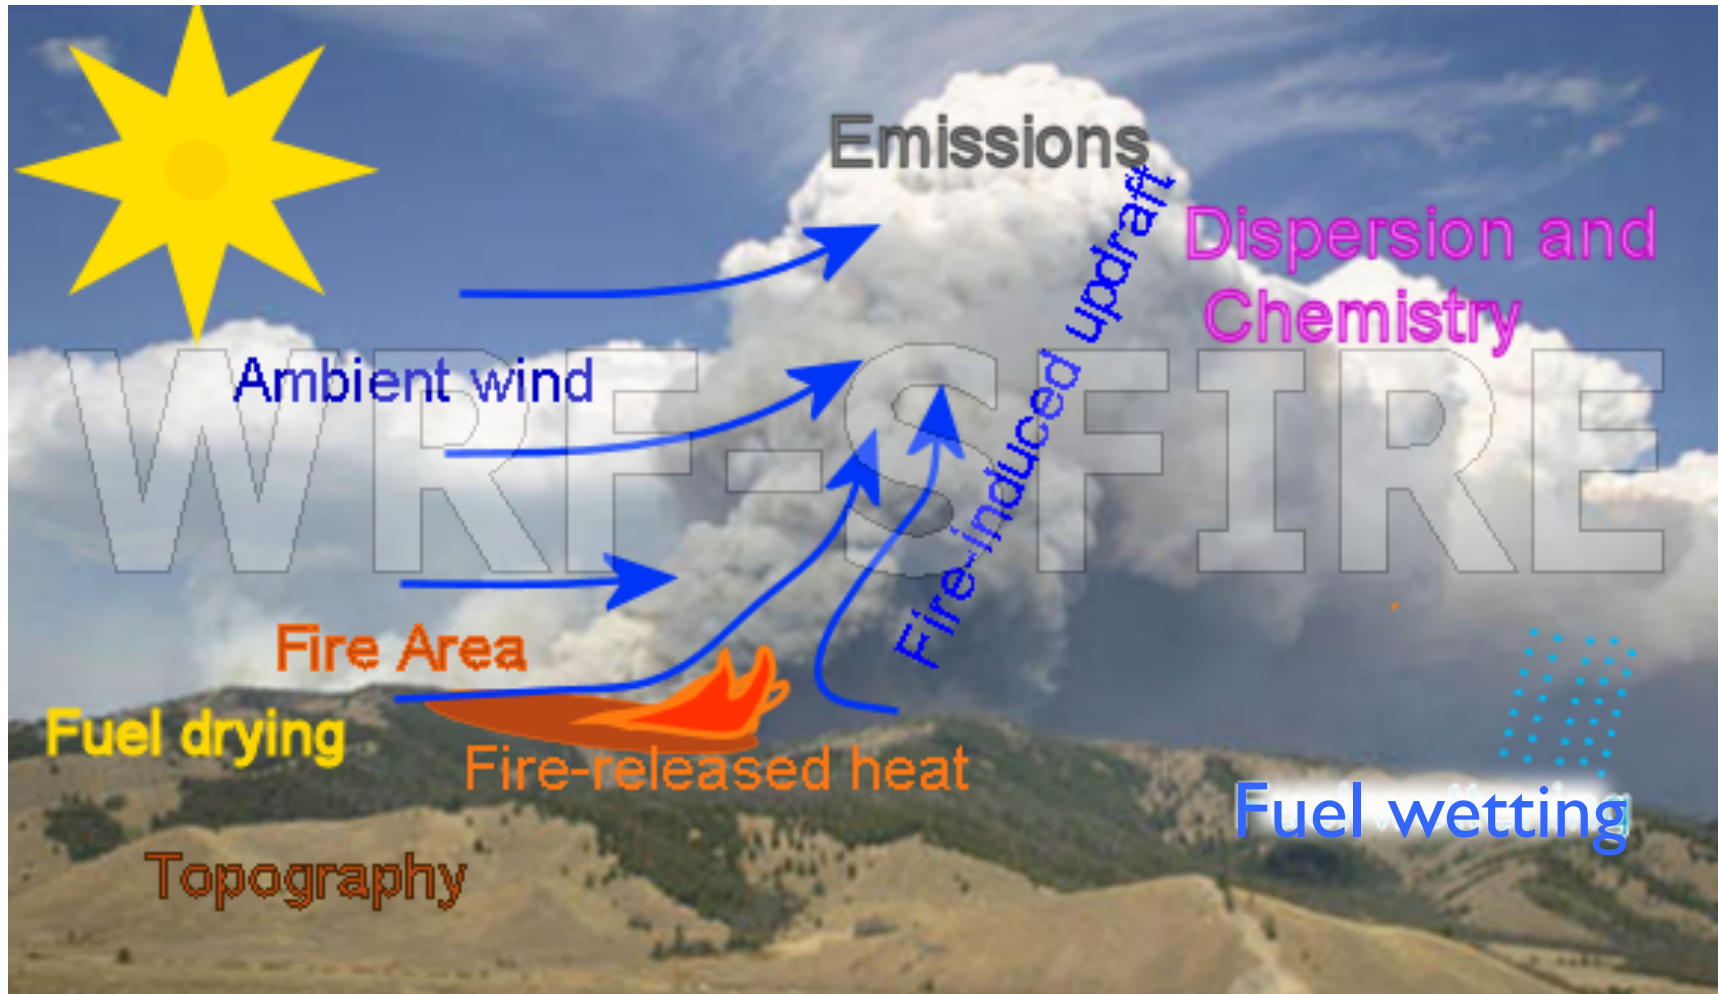 Emissions
Fire-induced updraft
Dispersion and
Chemistry
Ambient wind
WRF-SFIRE
Fire Area
Fuel drying
Fire-released heat
Fuel wetting
Topography